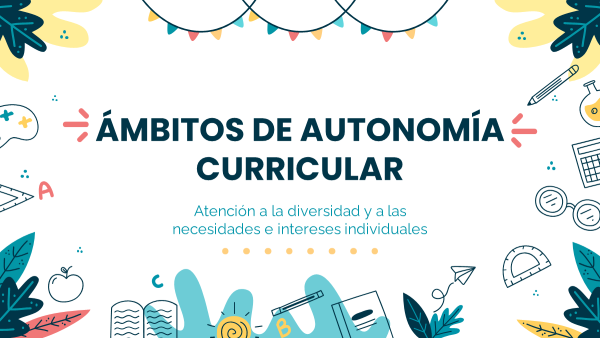 ÁMBITOS DE AUTONOMÍA
CURRICULAR
Atención a la diversidad y a las
necesidades e intereses individuales
A
C
B